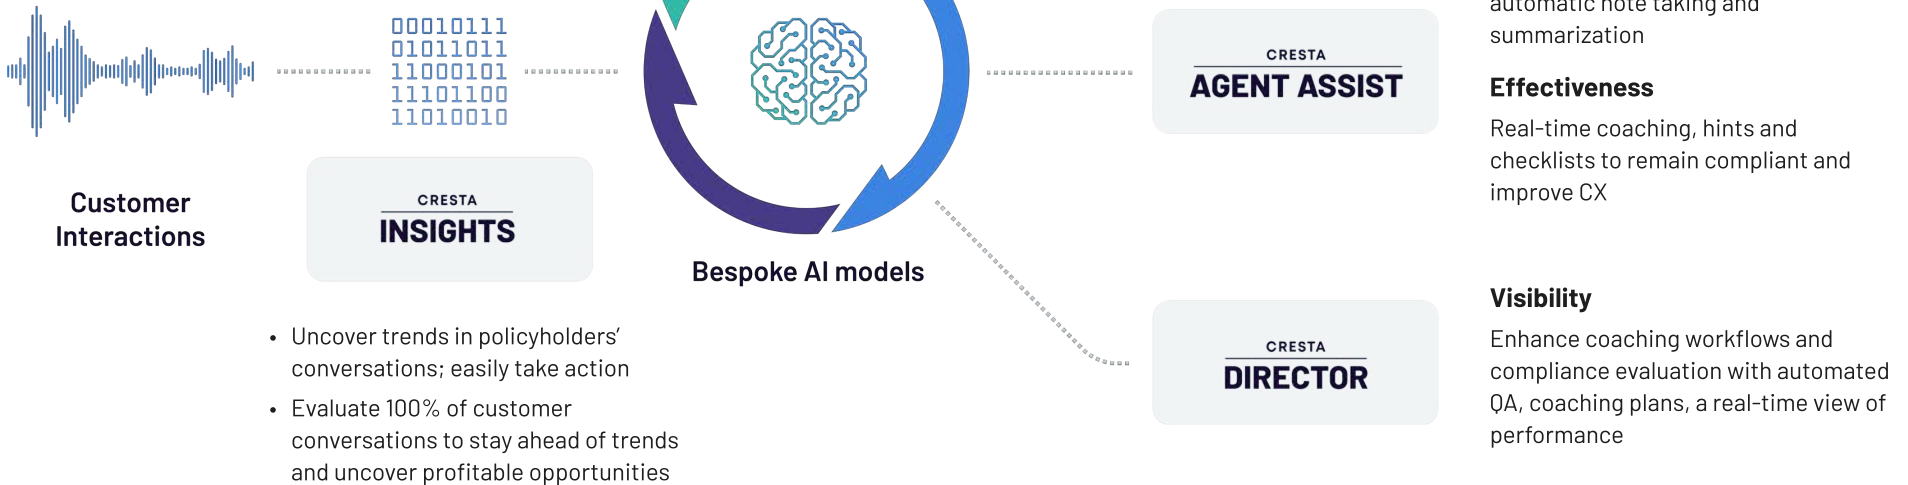 00010111
01011011
11000101
11101100
11010010
Customer
Interactions
CRESTA
INSIGHTS
• Uncover trends in policyholders’
conversations; easily take action
• Evaluate 100% of customer
conversations to stay ahead of trends
and uncover profitable opportunities
Bespoke AI models
CRESTA
AGENT ASSIST
automatic note taking and
summarization
Effectiveness
Real-time coaching, hints and
checklists to remain compliant and
improve CX
CRESTA
DIRECTOR
Visibility
Enhance coaching workflows and
compliance evaluation with automated
QA, coaching plans, a real-time view of
performance